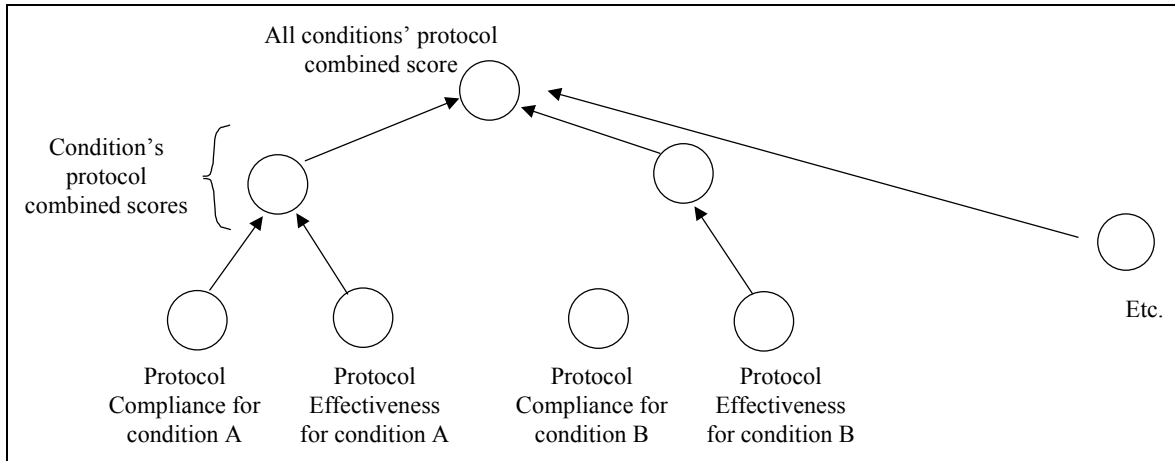 All conditions’ protocol
combined score
Condition’s
protocol
combined scores
Etc.
Protocol
Compliance for
condition A
Protocol
Effectiveness
for condition A
Protocol
Compliance for
condition B
Protocol
Effectiveness
for condition B